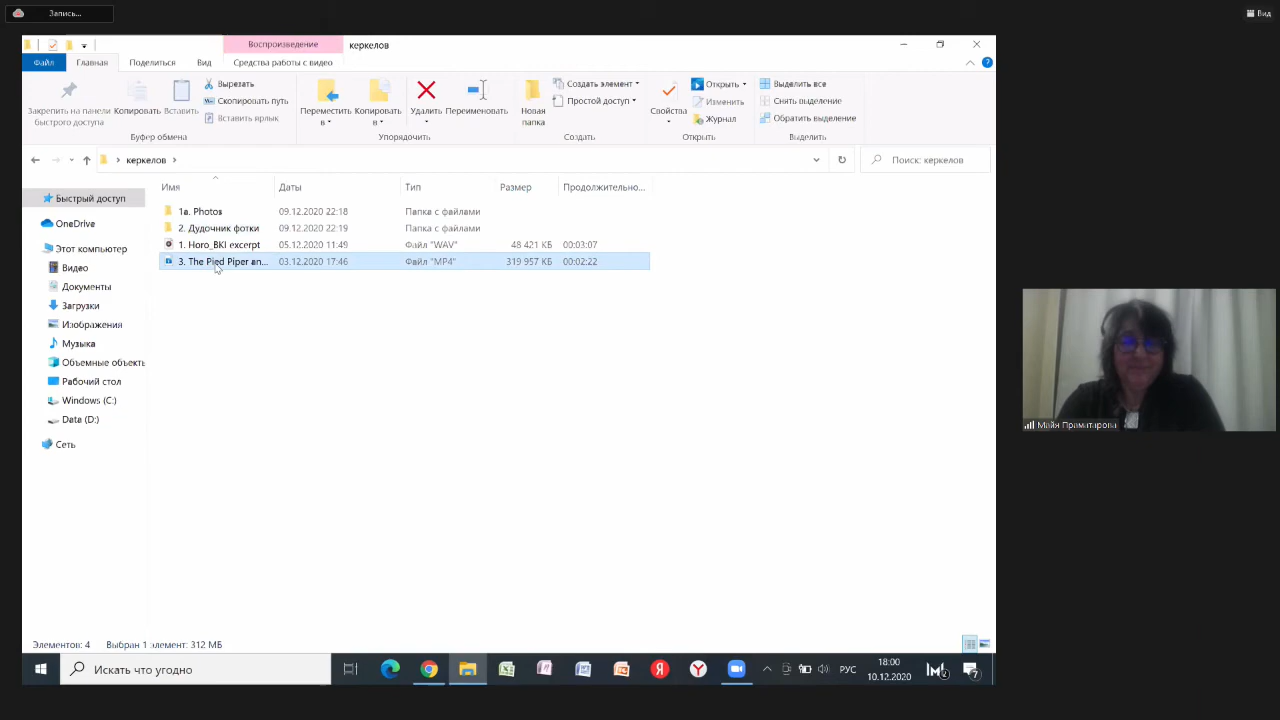 Запись...
Вид
Воспроизведение
керкелов
Файл
Главная
Поделиться
Вид
Средства работы с видео
Закрепить на панели быстрого доступа
Копировать
Вставить
Вырезать
Скопировать путь
Вставить ярлык
Буфер обмена
Переместить в
Копировать в
Удалить
Переименовать
Упорядочить
Новая папка
Создать элемент
Простой доступ
Создать
Свойства
Открыть
Изменить
Журнал
Открыть
Выделить все
Снять выделение
Обратить выделение
Выделить
керкелов
Поиск: керкелов
Имя
Даты
Тип
Размер
Продолжительно...
1a. Photos 09.12.2020 22:18 Папка с файлами
2. Дудочник фотки 09.12.2020 22:19 Папка с файлами
1. Horo_BKI excerpt 05.12.2020 11:49 Файл "WAV" 48 421 КБ 00:03:07
3. The Pied Piper an... 03.12.2020 17:46 Файл "MP4" 319 957 КБ 00:02:22
Быстрый доступ
OneDrive
Этот компьютер
Видео
Документы
Загрузки
Изображения
Музыка
Объемные объекты
Рабочий стол
Windows (C:)
Data (D:)
Сеть
Майя Праматарова
Элементов: 4 Выбран 1 элемент: 312 МБ
Искать что угодно
РУС
18:00
10.12.2020
7